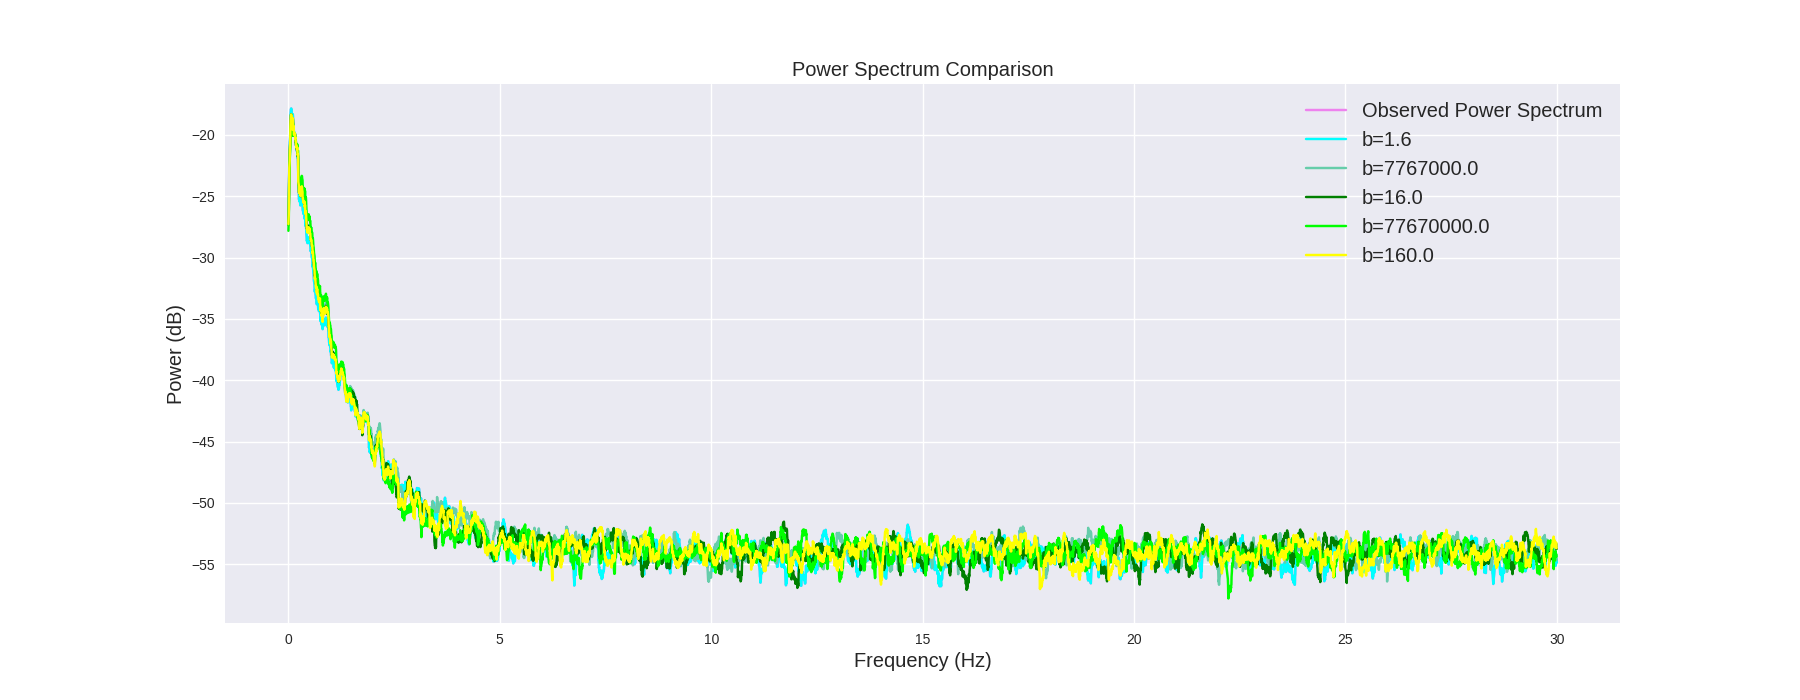 Power Spectrum Comparison
Observed Power Spectrum
b=1.6
b=7767000.0
b=16.0
b=77670000.0
b=160.0
Power (dB)
−20
−25
−30
−35
−40
−45
−50
−55
0 5 10 15 20 25 30
Frequency (Hz)